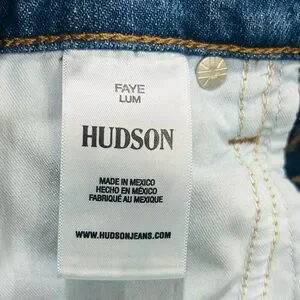 FAYE
LUM
HUDSON
MADE IN MEXICO
HECHO EN MÉXICO
FABRIQUÉ AU MEXIQUE
WWW.HUDSONJEANS.COM